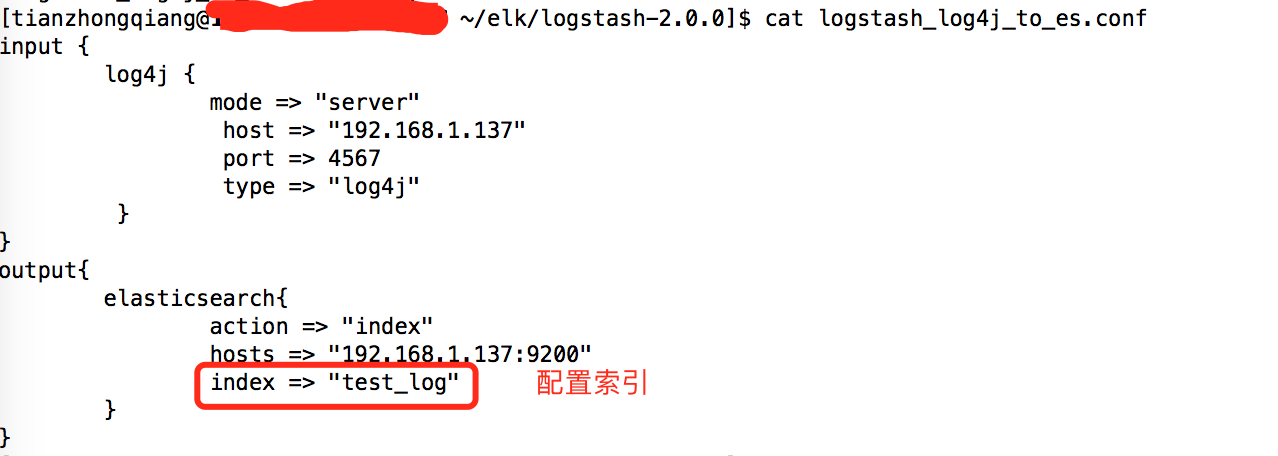 [tianzhongqiang@ ~/elk/logstash-2.0.0]$ cat logstash_log4j_to_es.conf
input {
log4j {
mode => "server"
host => "192.168.1.137"
port => 4567
type => "log4j"
}
}
output{
elasticsearch{
action => "index"
hosts => "192.168.1.137:9200"
index => "test_log" 配置索引
}
}